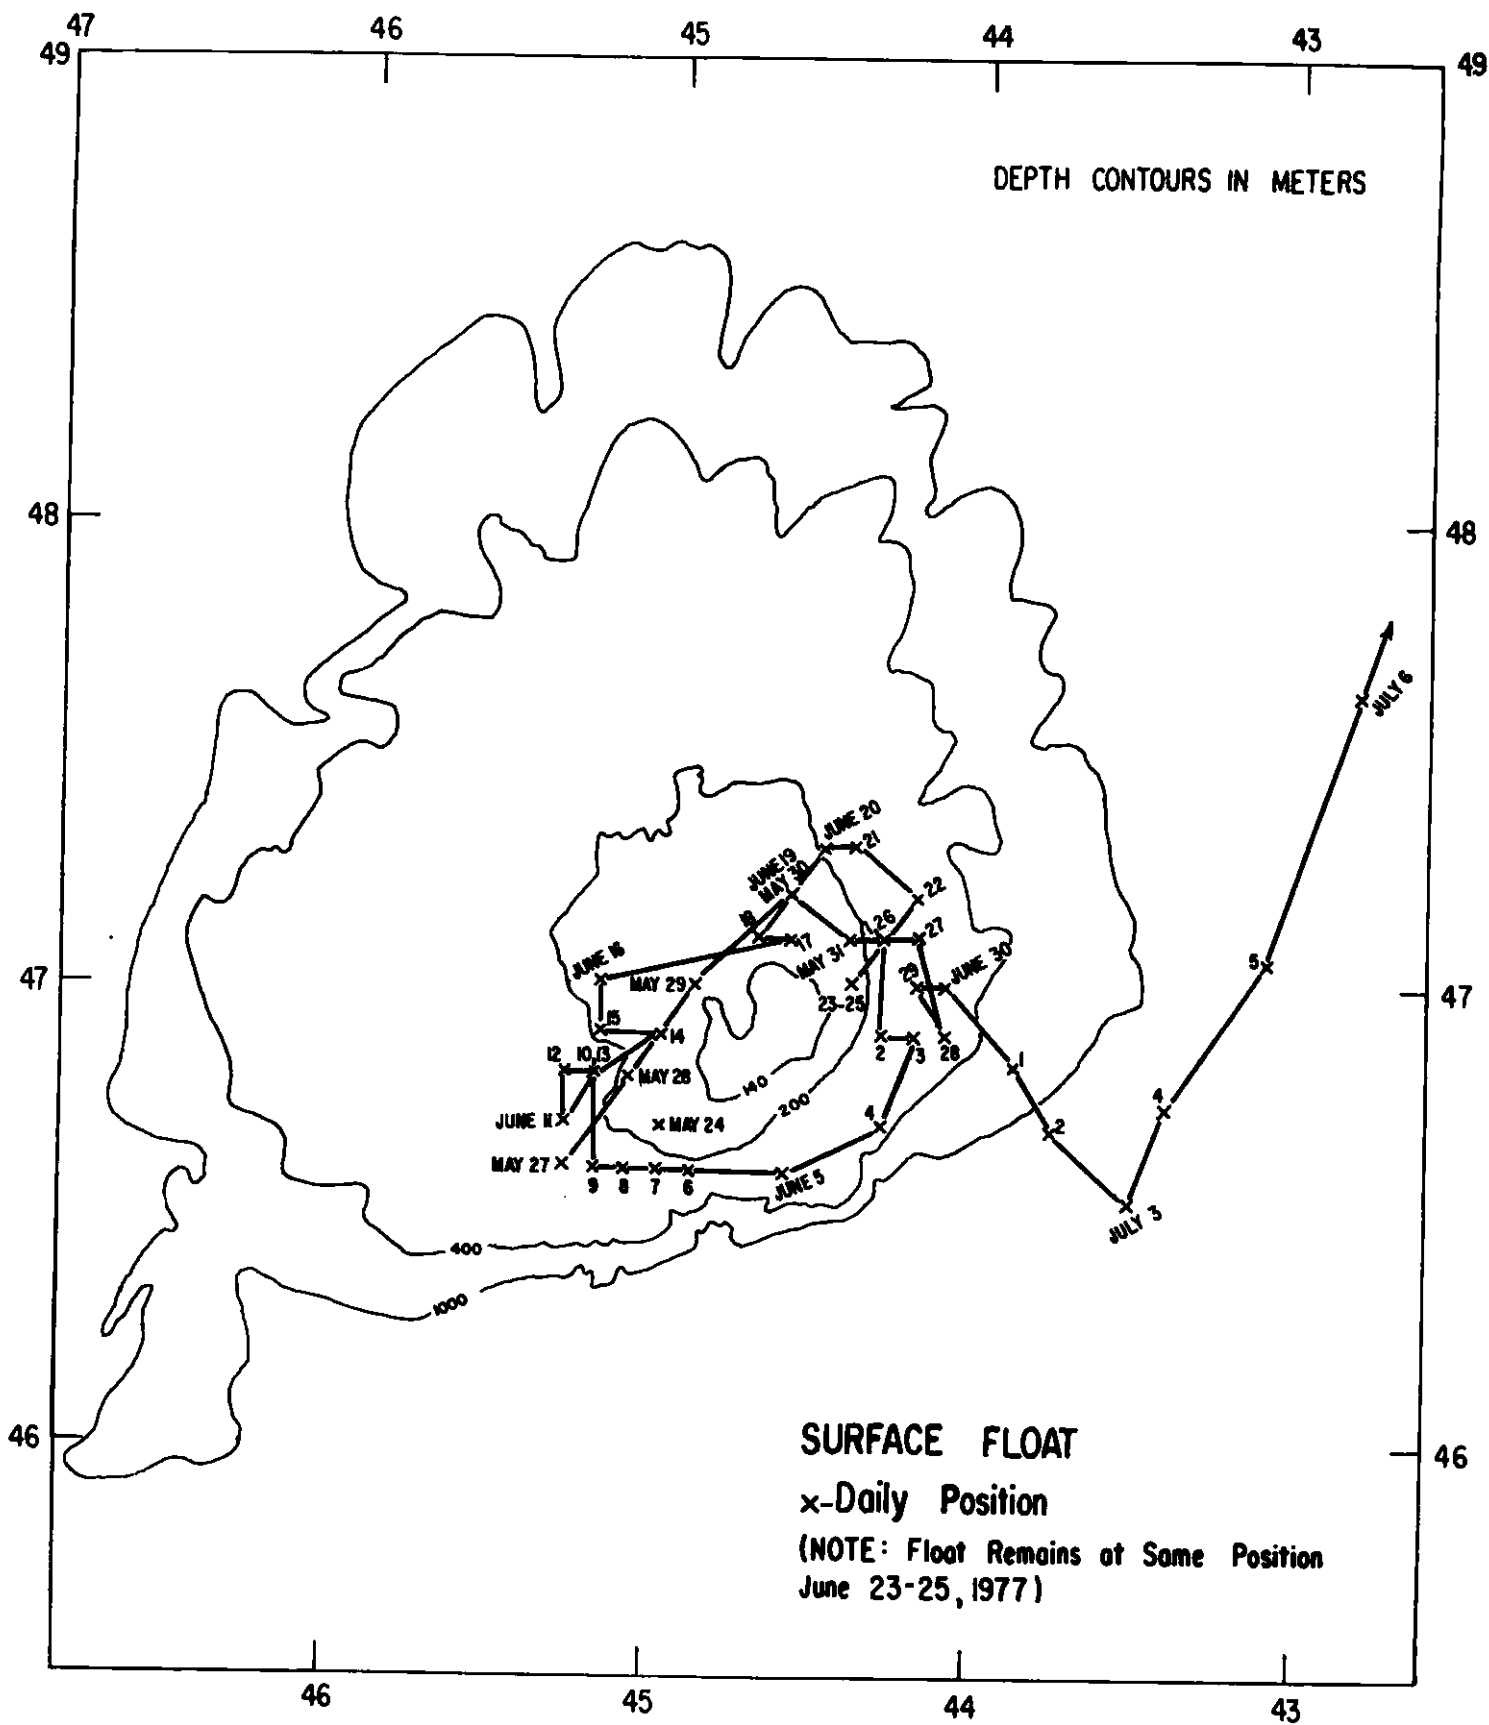 47 46 45 44 43
49 49
DEPTH CONTOURS IN METERS
48 48
JULY 6
JUNE 20
21
JUNE 19
MAY 30
22
18
17
1,26
27
MAY 31
JUNE 16
MAY 29
23-25
29
JUNE 30
5
47 47
15
14
12
10,13
2
3
28
1
MAY 28
140
200
JUNE 11
MAY 24
4
4
2
MAY 27
9
8
7
6
JUNE 5
JULY 3
400
1000
46 46
SURFACE FLOAT
x-Daily Position
(NOTE: Float Remains at Same Position
June 23-25, 1977)
46 45 44 43